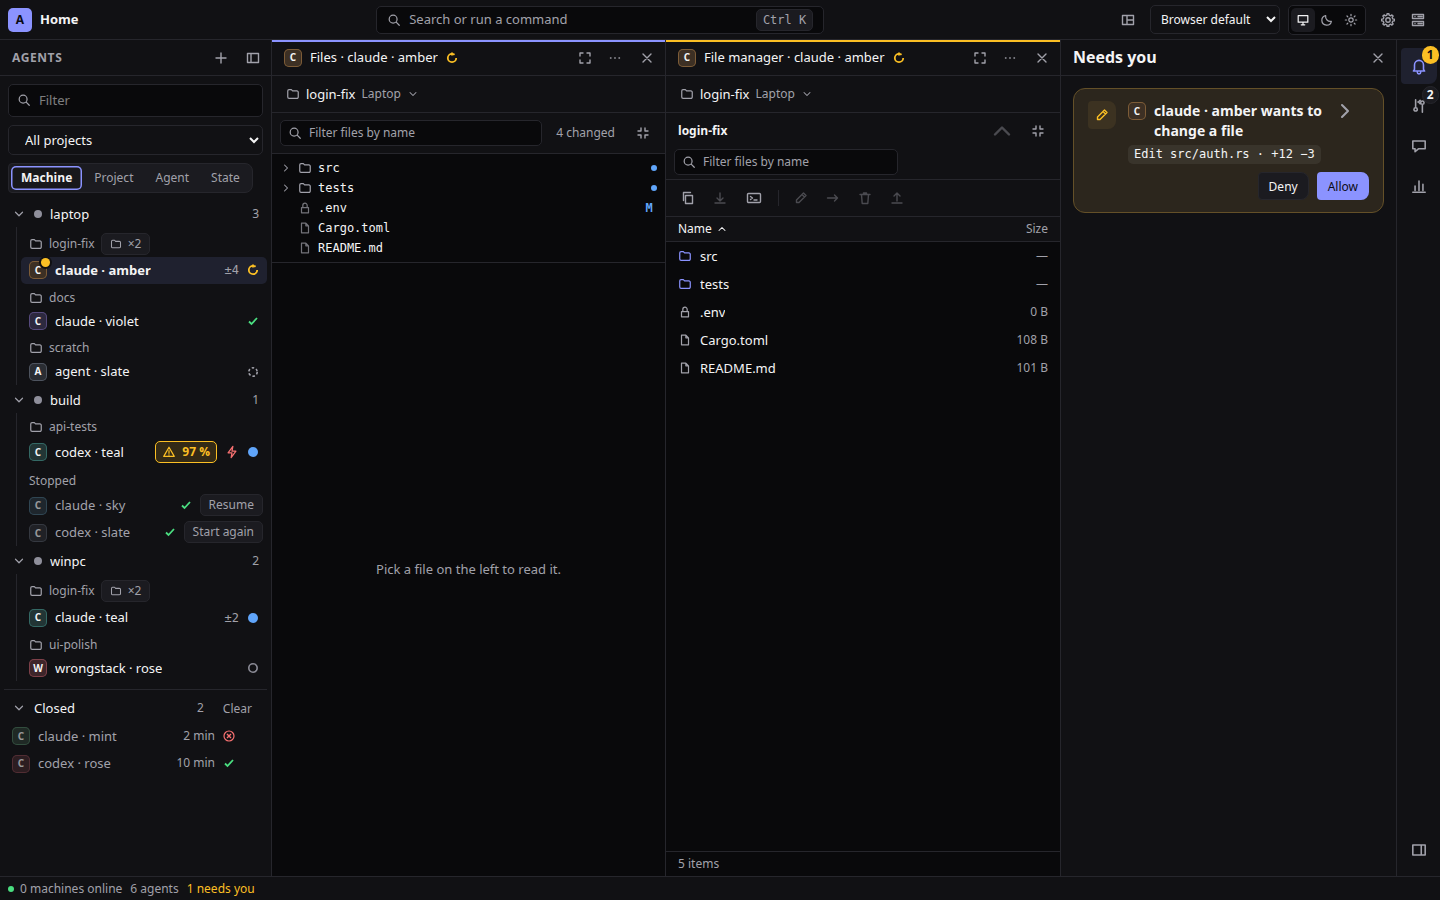 A Home
Search or run a command Ctrl K
Browser default
AGENTS
Filter
All projects
Machine Project Agent State
laptop 3
login-fix ×2
C claude · amber ±4
docs
C claude · violet
scratch
A agent · slate
build 1
api-tests
C codex · teal 97 %
Stopped
C claude · sky Resume
C codex · slate Start again
winpc 2
login-fix ×2
C claude · teal ±2
ui-polish
W wrongstack · rose
Closed 2 Clear
C claude · mint 2 min
C codex · rose 10 min
C Files · claude · amber
login-fix Laptop
Filter files by name 4 changed
src
tests
.env M
Cargo.toml
README.md
Pick a file on the left to read it.
C File manager · claude · amber
login-fix Laptop
login-fix
Filter files by name
Name Size
src —
tests —
.env 0 B
Cargo.toml 108 B
README.md 101 B
5 items
Needs you
C claude · amber wants to
change a file
Edit src/auth.rs · +12 −3
Deny Allow
1
2
0 machines online 6 agents 1 needs you